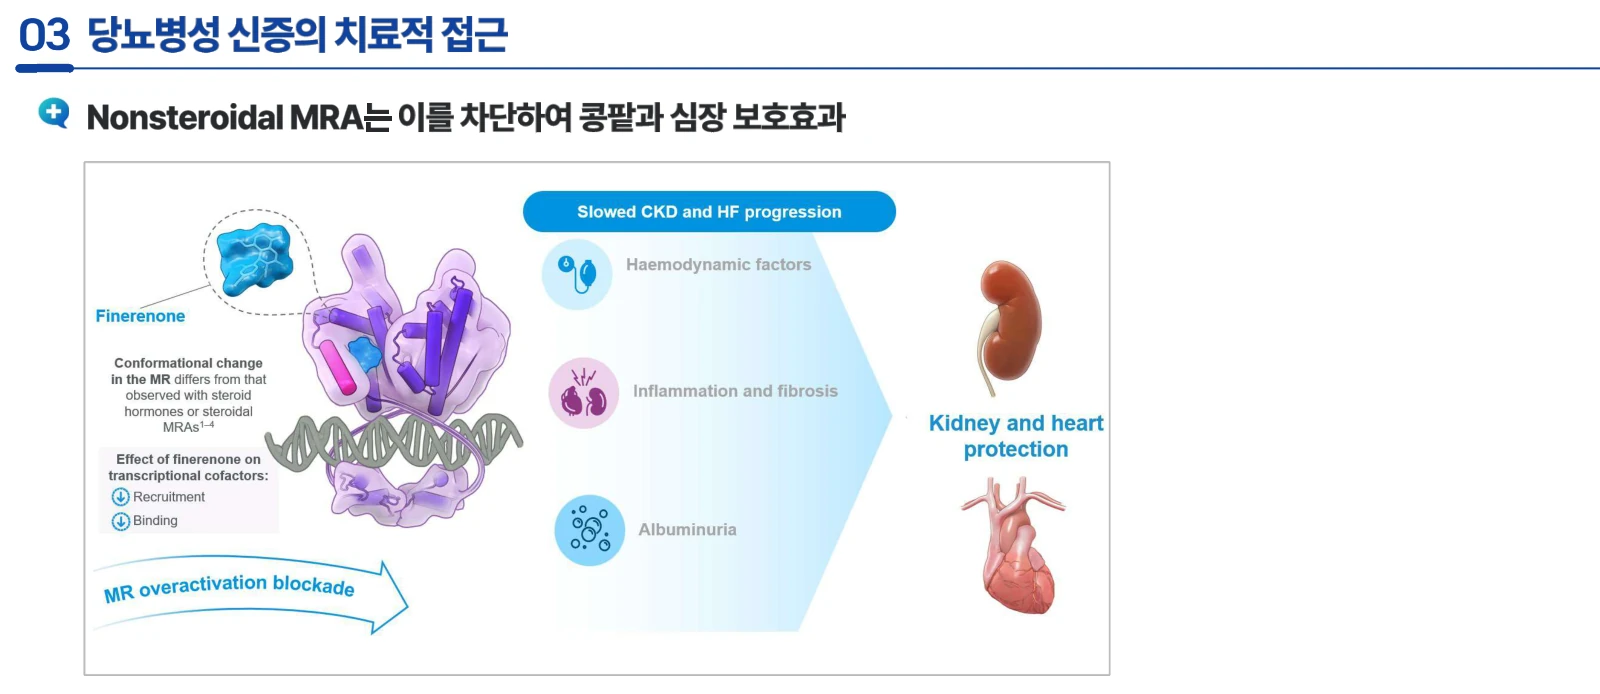 03 당뇨병성 신증의 치료적 접근
Nonsteroidal MRA는 이를 차단하여 콩팥과 심장 보호효과
Finerenone
Conformational change
in the MR differs from that
observed with steroid
hormones or steroidal
MRAs¹⁻⁴
Effect of finerenone on
transcriptional cofactors:
Recruitment
Binding
MR overactivation blockade
Slowed CKD and HF progression
Haemodynamic factors
Inflammation and fibrosis
Albuminuria
Kidney and heart
protection